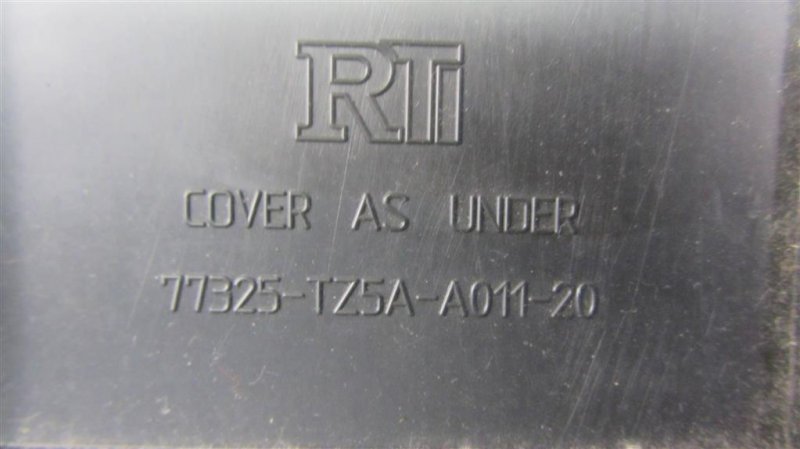 RTi
COVER AS UNDER
77325-TZ5A-A011-20